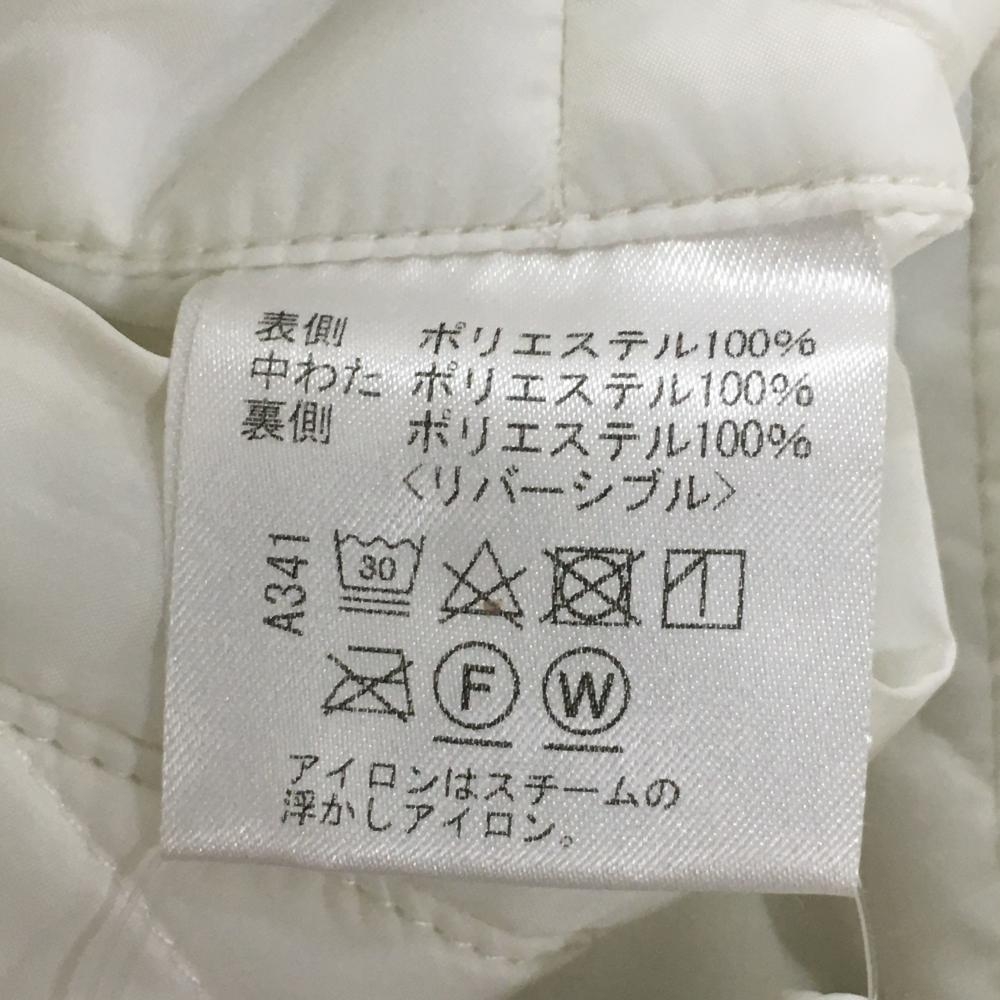 表側 ポリエステル100%
中わた ポリエステル100%
裏側 ポリエステル100%
〈リバーシブル〉
A341
30
F W
アイロンはスチームの
浮かしアイロン。